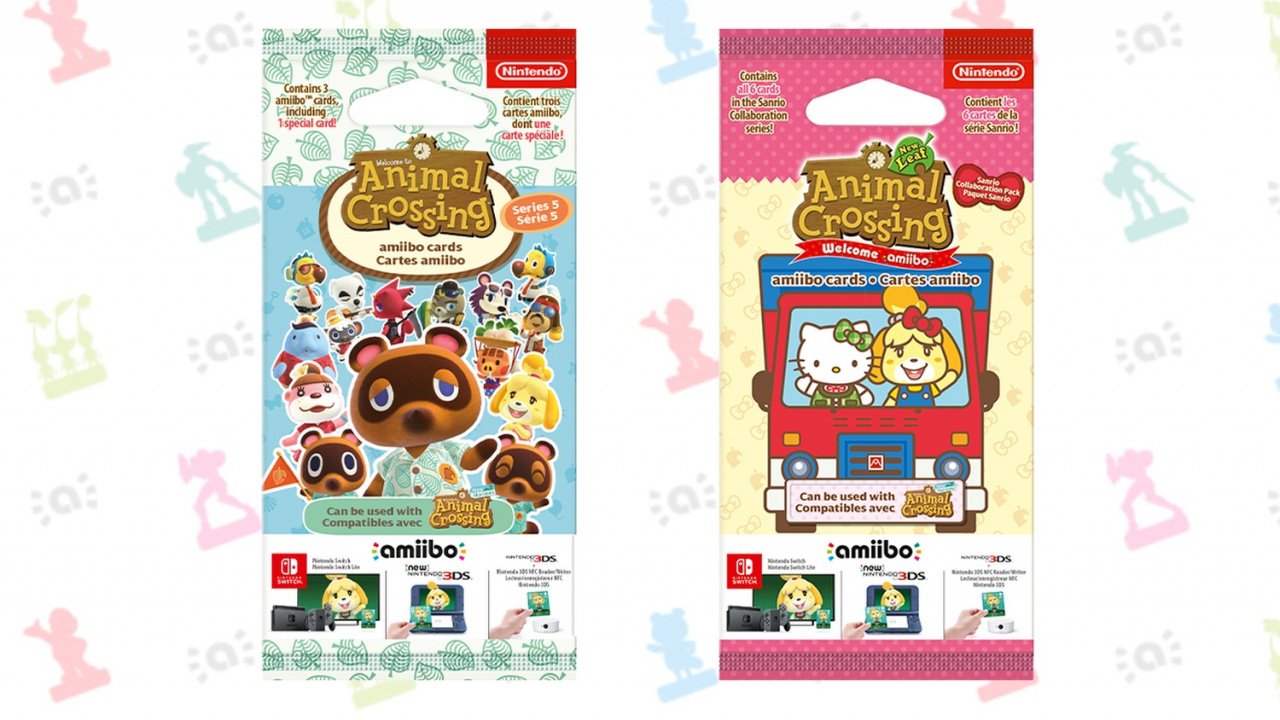 Nintendo
Contains 3
amiibo™ cards,
including
1 special card!
Contient trois
cartes amiibo,
dont une
carte spéciale!
Welcome to
Animal
Crossing
Series 5
Série 5
amiibo cards
Cartes amiibo
Can be used with
Compatibles avec
Animal
Crossing
amiibo
NINTENDO
SWITCH
Nintendo Switch
Nintendo Switch Lite
[new]
NINTENDO 3DS
NINTENDO 3DS
+
Nintendo 3DS NFC Reader/Writer
Lecteur/enregistreur NFC
Nintendo 3DS
Nintendo
Contains
all 6 cards
in the Sanrio
Collaboration
series!
Contient les
6 cartes de la
série Sanrio!
New
Leaf
Animal
Crossing
Sanrio
Collaboration Pack
Paquet Sanrio
Welcome amiibo
amiibo cards • Cartes amiibo
Can be used with
Compatibles avec
Animal
Crossing
amiibo
NINTENDO
SWITCH
Nintendo Switch
Nintendo Switch Lite
[new]
NINTENDO 3DS
NINTENDO 3DS
+
Nintendo 3DS NFC Reader/Writer
Lecteur/enregistreur NFC
Nintendo 3DS